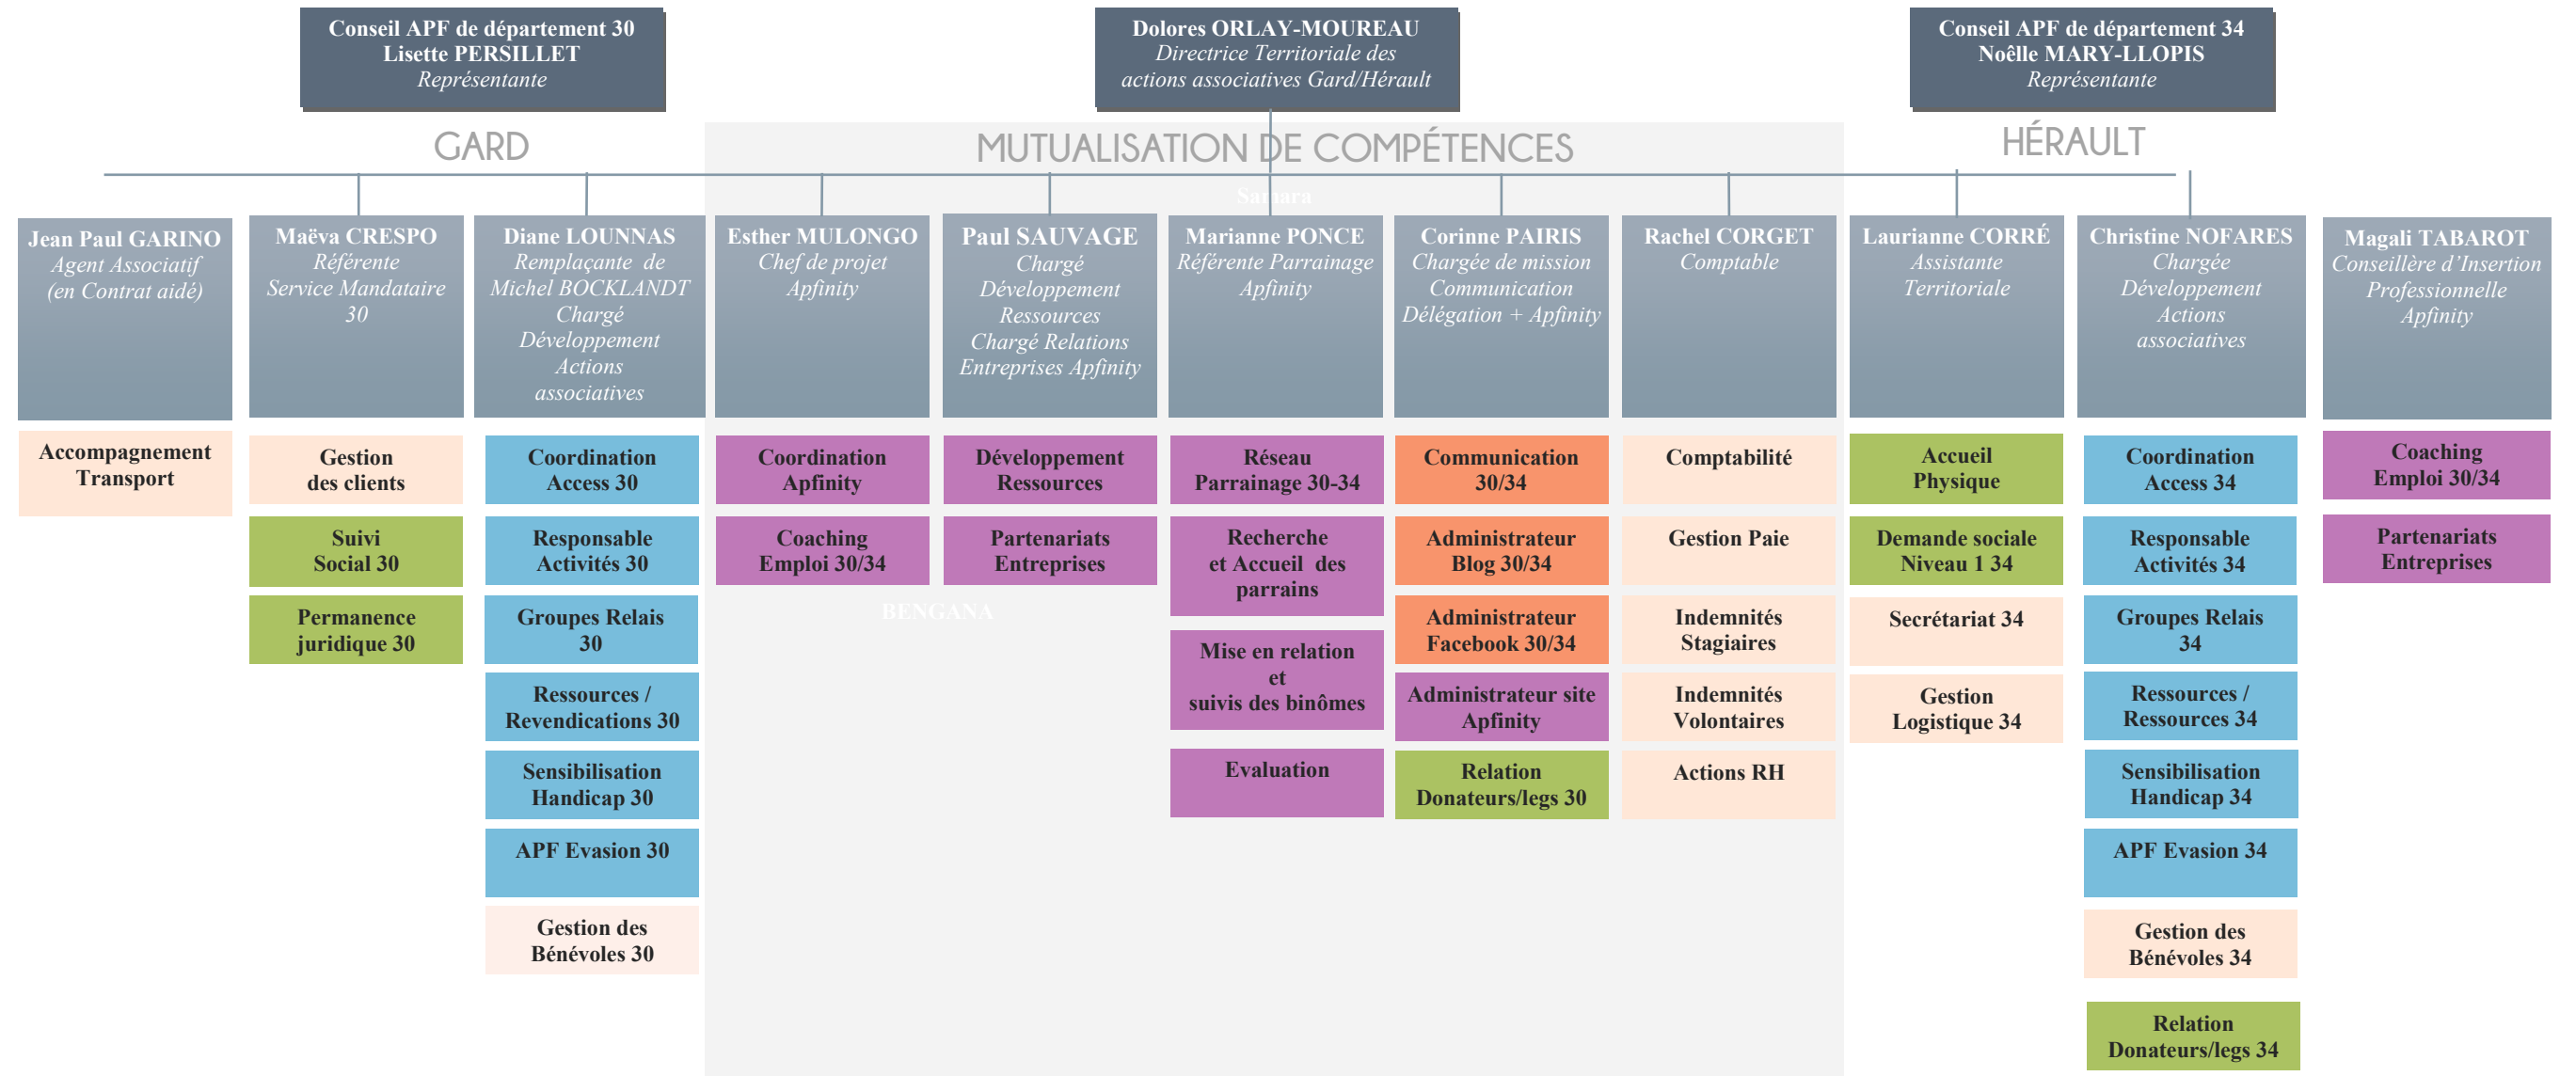 Conseil APF de département 30
Lisette PERSILLET
Représentante
Dolores ORLAY-MOUREAU
Directrice Territoriale des
actions associatives Gard/Hérault
Conseil APF de département 34
Noêlle MARY-LLOPIS
Représentante
GARD
MUTUALISATION DE COMPÉTENCES
HÉRAULT
Samara
Jean Paul GARINO
Agent Associatif
(en Contrat aidé)
Accompagnement
Transport
Maëva CRESPO
Référente
Service Mandataire
30
Gestion
des clients
Suivi
Social 30
Permanence
juridique 30
Diane LOUNNAS
Remplaçante de
Michel BOCKLANDT
Chargé
Développement
Actions
associatives
Coordination
Access 30
Responsable
Activités 30
Groupes Relais
30
Ressources /
Revendications 30
Sensibilisation
Handicap 30
APF Evasion 30
Gestion des
Bénévoles 30
Esther MULONGO
Chef de projet
Apfinity
Coordination
Apfinity
Coaching
Emploi 30/34
BENGANA
Paul SAUVAGE
Chargé
Développement
Ressources
Chargé Relations
Entreprises Apfinity
Développement
Ressources
Partenariats
Entreprises
Marianne PONCE
Référente Parrainage
Apfinity
Réseau
Parrainage 30-34
Recherche
et Accueil des
parrains
Mise en relation
et
suivis des binômes
Evaluation
Corinne PAIRIS
Chargée de mission
Communication
Délégation + Apfinity
Communication
30/34
Administrateur
Blog 30/34
Administrateur
Facebook 30/34
Administrateur site
Apfinity
Relation
Donateurs/legs 30
Rachel CORGET
Comptable
Comptabilité
Gestion Paie
Indemnités
Stagiaires
Indemnités
Volontaires
Actions RH
Laurianne CORRÉ
Assistante
Territoriale
Accueil
Physique
Demande sociale
Niveau 1 34
Secrétariat 34
Gestion
Logistique 34
Christine NOFARES
Chargée
Développement
Actions
associatives
Coordination
Access 34
Responsable
Activités 34
Groupes Relais
34
Ressources /
Ressources 34
Sensibilisation
Handicap 34
APF Evasion 34
Gestion des
Bénévoles 34
Relation
Donateurs/legs 34
Magali TABAROT
Conseillère d’Insertion
Professionnelle
Apfinity
Coaching
Emploi 30/34
Partenariats
Entreprises